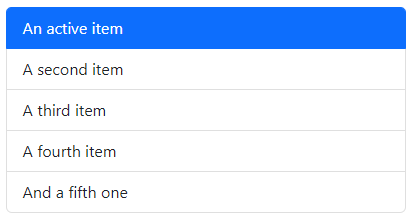 An active item
A second item
A third item
A fourth item
And a fifth one